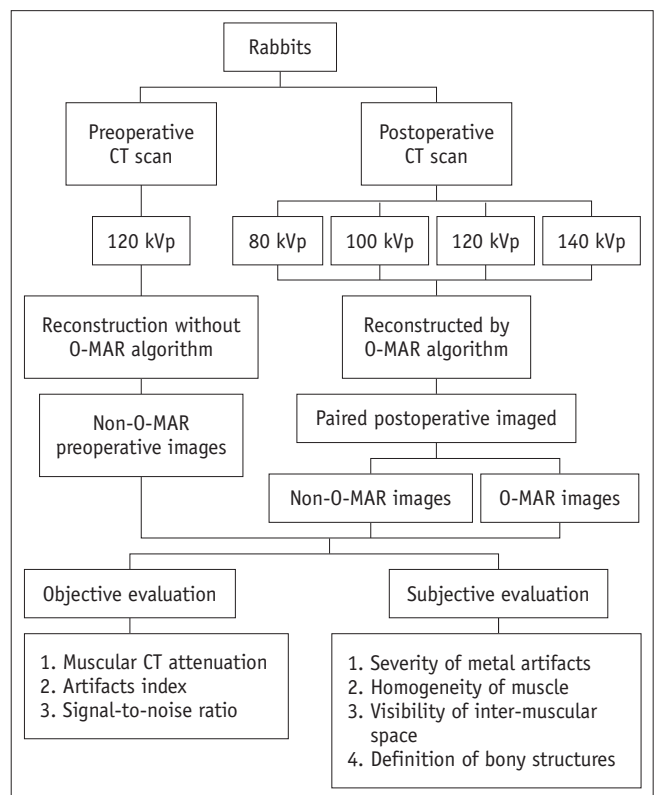 Rabbits
Preoperative
CT scan
Postoperative
CT scan
120 kVp
80 kVp
100 kVp
120 kVp
140 kVp
Reconstruction without
O-MAR algorithm
Reconstructed by
O-MAR algorithm
Non-O-MAR
preoperative images
Paired postoperative imaged
Non-O-MAR images
O-MAR images
Objective evaluation
Subjective evaluation
1. Muscular CT attenuation
2. Artifacts index
3. Signal-to-noise ratio
1. Severity of metal artifacts
2. Homogeneity of muscle
3. Visibility of inter-muscular
space
4. Definition of bony structures